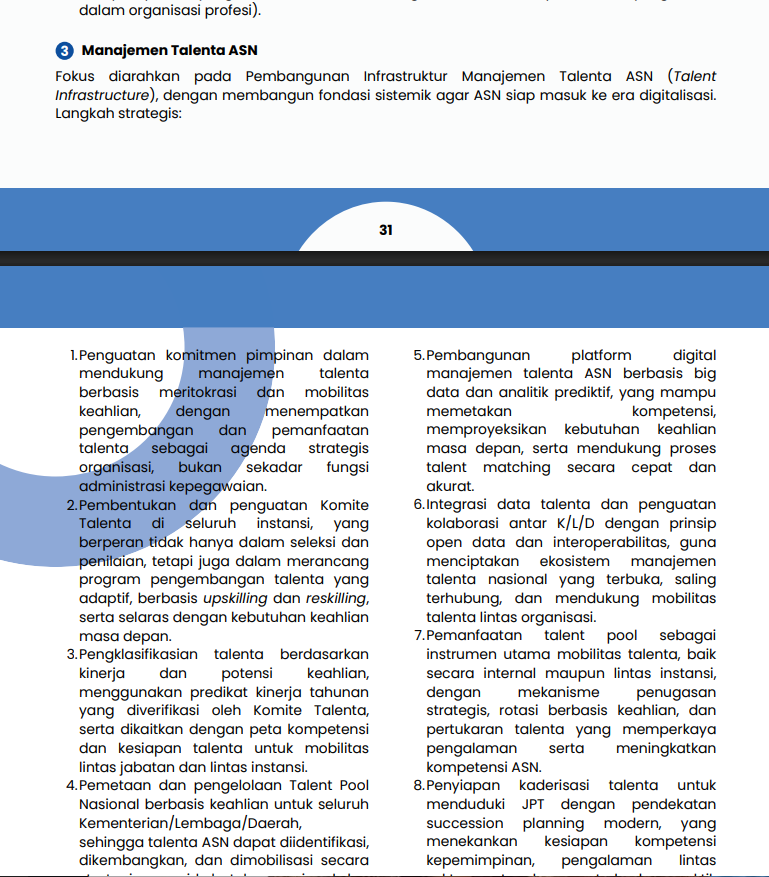 dalam organisasi profesi).
3 Manajemen Talenta ASN
Fokus diarahkan pada Pembangunan Infrastruktur Manajemen Talenta ASN (Talent
Infrastructure), dengan membangun fondasi sistemik agar ASN siap masuk ke era digitalisasi.
Langkah strategis:
31
1.Penguatan komitmen pimpinan dalam
mendukung manajemen talenta
berbasis meritokrasi dan mobilitas
keahlian, dengan menempatkan
pengembangan dan pemanfaatan
talenta sebagai agenda strategis
organisasi, bukan sekadar fungsi
administrasi kepegawaian.
2.Pembentukan dan penguatan Komite
Talenta di seluruh instansi, yang
berperan tidak hanya dalam seleksi dan
penilaian, tetapi juga dalam merancang
program pengembangan talenta yang
adaptif, berbasis upskilling dan reskilling,
serta selaras dengan kebutuhan keahlian
masa depan.
3.Pengklasifikasian talenta berdasarkan
kinerja dan potensi keahlian,
menggunakan predikat kinerja tahunan
yang diverifikasi oleh Komite Talenta,
serta dikaitkan dengan peta kompetensi
dan kesiapan talenta untuk mobilitas
lintas jabatan dan lintas instansi.
4.Pemetaan dan pengelolaan Talent Pool
Nasional berbasis keahlian untuk seluruh
Kementerian/Lembaga/Daerah,
sehingga talenta ASN dapat diidentifikasi,
dikembangkan, dan dimobilisasi secara
5.Pembangunan platform digital
manajemen talenta ASN berbasis big
data dan analitik prediktif, yang mampu
memetakan kompetensi,
memproyeksikan kebutuhan keahlian
masa depan, serta mendukung proses
talent matching secara cepat dan
akurat.
6.Integrasi data talenta dan penguatan
kolaborasi antar K/L/D dengan prinsip
open data dan interoperabilitas, guna
menciptakan ekosistem manajemen
talenta nasional yang terbuka, saling
terhubung, dan mendukung mobilitas
talenta lintas organisasi.
7.Pemanfaatan talent pool sebagai
instrumen utama mobilitas talenta, baik
secara internal maupun lintas instansi,
dengan mekanisme penugasan
strategis, rotasi berbasis keahlian, dan
pertukaran talenta yang memperkaya
pengalaman serta meningkatkan
kompetensi ASN.
8.Penyiapan kaderisasi talenta untuk
menduduki JPT dengan pendekatan
succession planning modern, yang
menekankan kesiapan kompetensi
kepemimpinan, pengalaman lintas